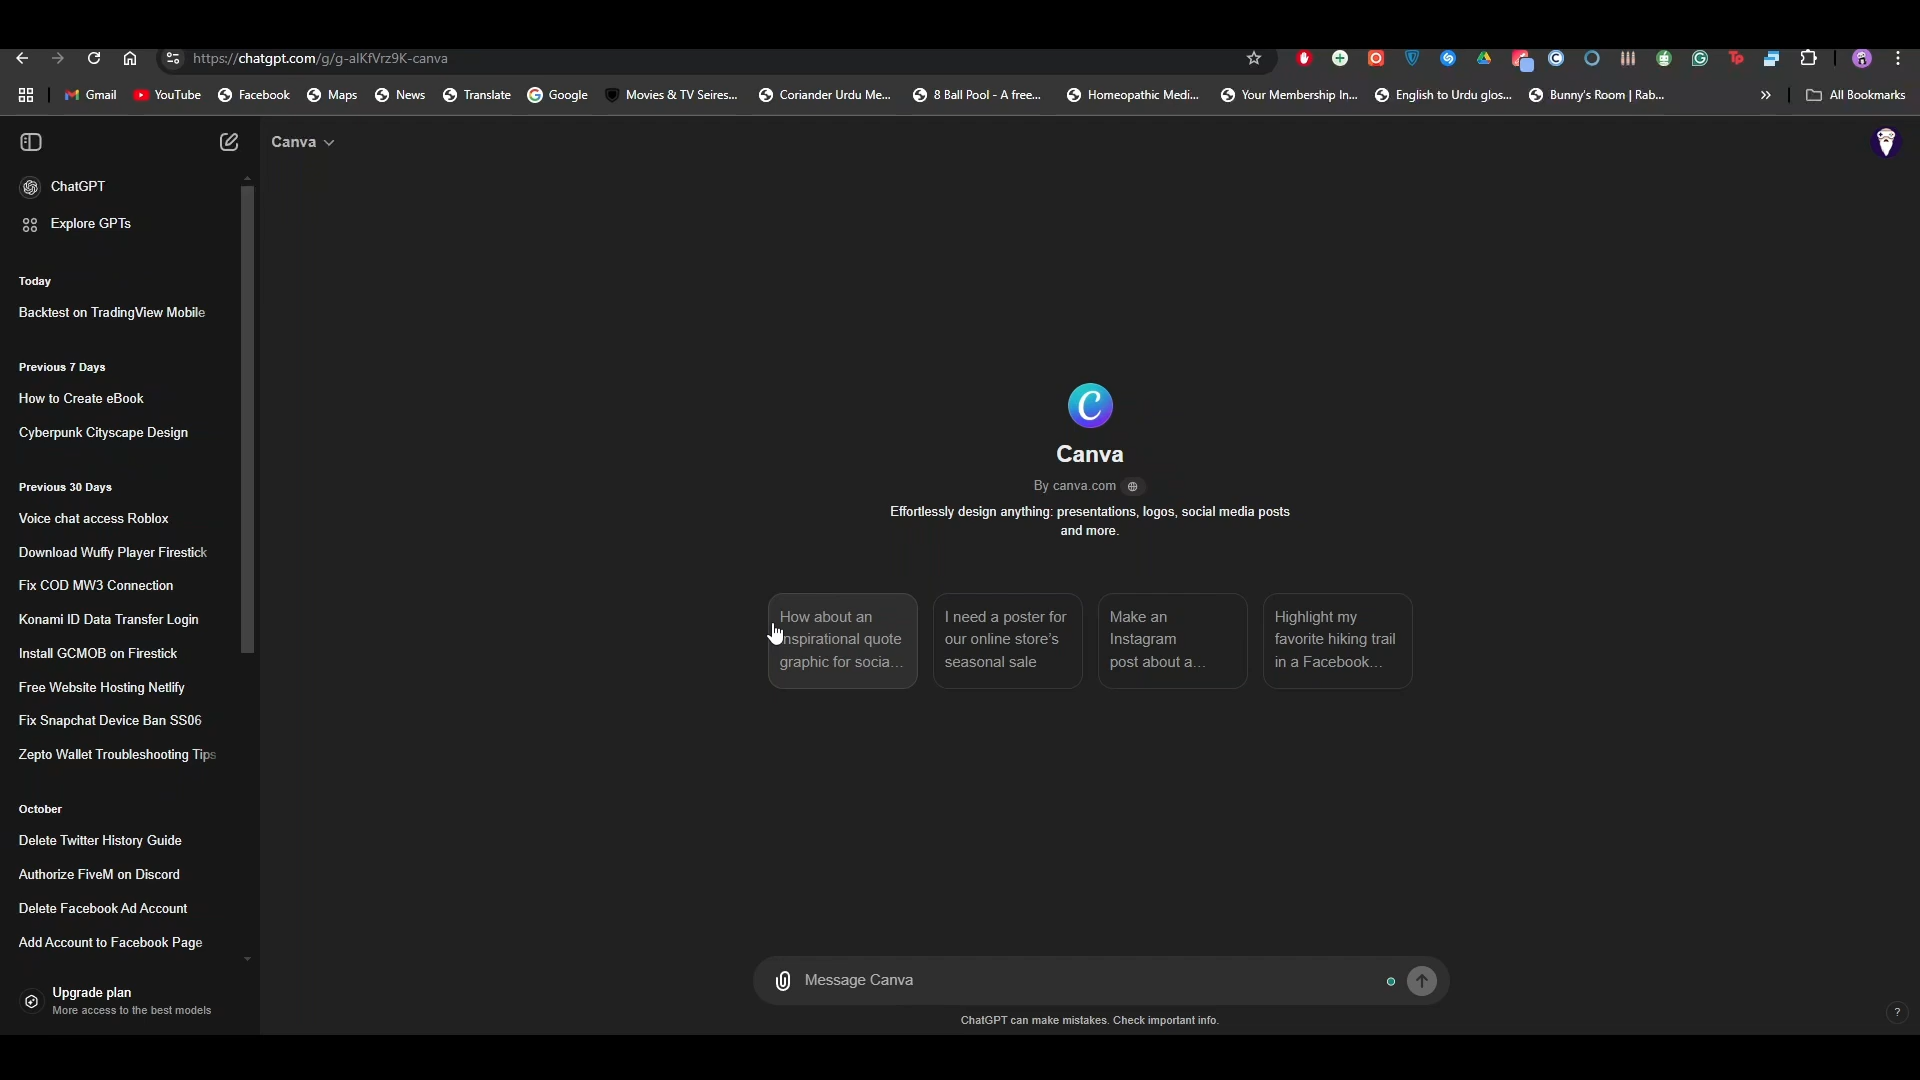 https://chatgpt.com/g/g-alKfVrz9K-canva
Gmail
YouTube
Facebook
Maps
News
Translate
Google
Movies & TV Seires...
Coriander Urdu Me...
8 Ball Pool - A free...
Homeopathic Medi...
Your Membership In...
English to Urdu glos...
Bunny's Room | Rab...
»
All Bookmarks
Canva
ChatGPT
Explore GPTs
Today
Backtest on TradingView Mobile
Previous 7 Days
How to Create eBook
Cyberpunk Cityscape Design
Previous 30 Days
Voice chat access Roblox
Download Wuffy Player Firestick
Fix COD MW3 Connection
Konami ID Data Transfer Login
Install GCMOB on Firestick
Free Website Hosting Netlify
Fix Snapchat Device Ban SS06
Zepto Wallet Troubleshooting Tips
October
Delete Twitter History Guide
Authorize FiveM on Discord
Delete Facebook Ad Account
Add Account to Facebook Page
Upgrade plan
More access to the best models
C
Canva
By canva.com
Effortlessly design anything: presentations, logos, social media posts
and more.
How about an
inspirational quote
graphic for socia...
I need a poster for
our online store's
seasonal sale
Make an
Instagram
post about a...
Highlight my
favorite hiking trail
in a Facebook...
Message Canva
ChatGPT can make mistakes. Check important info.
?